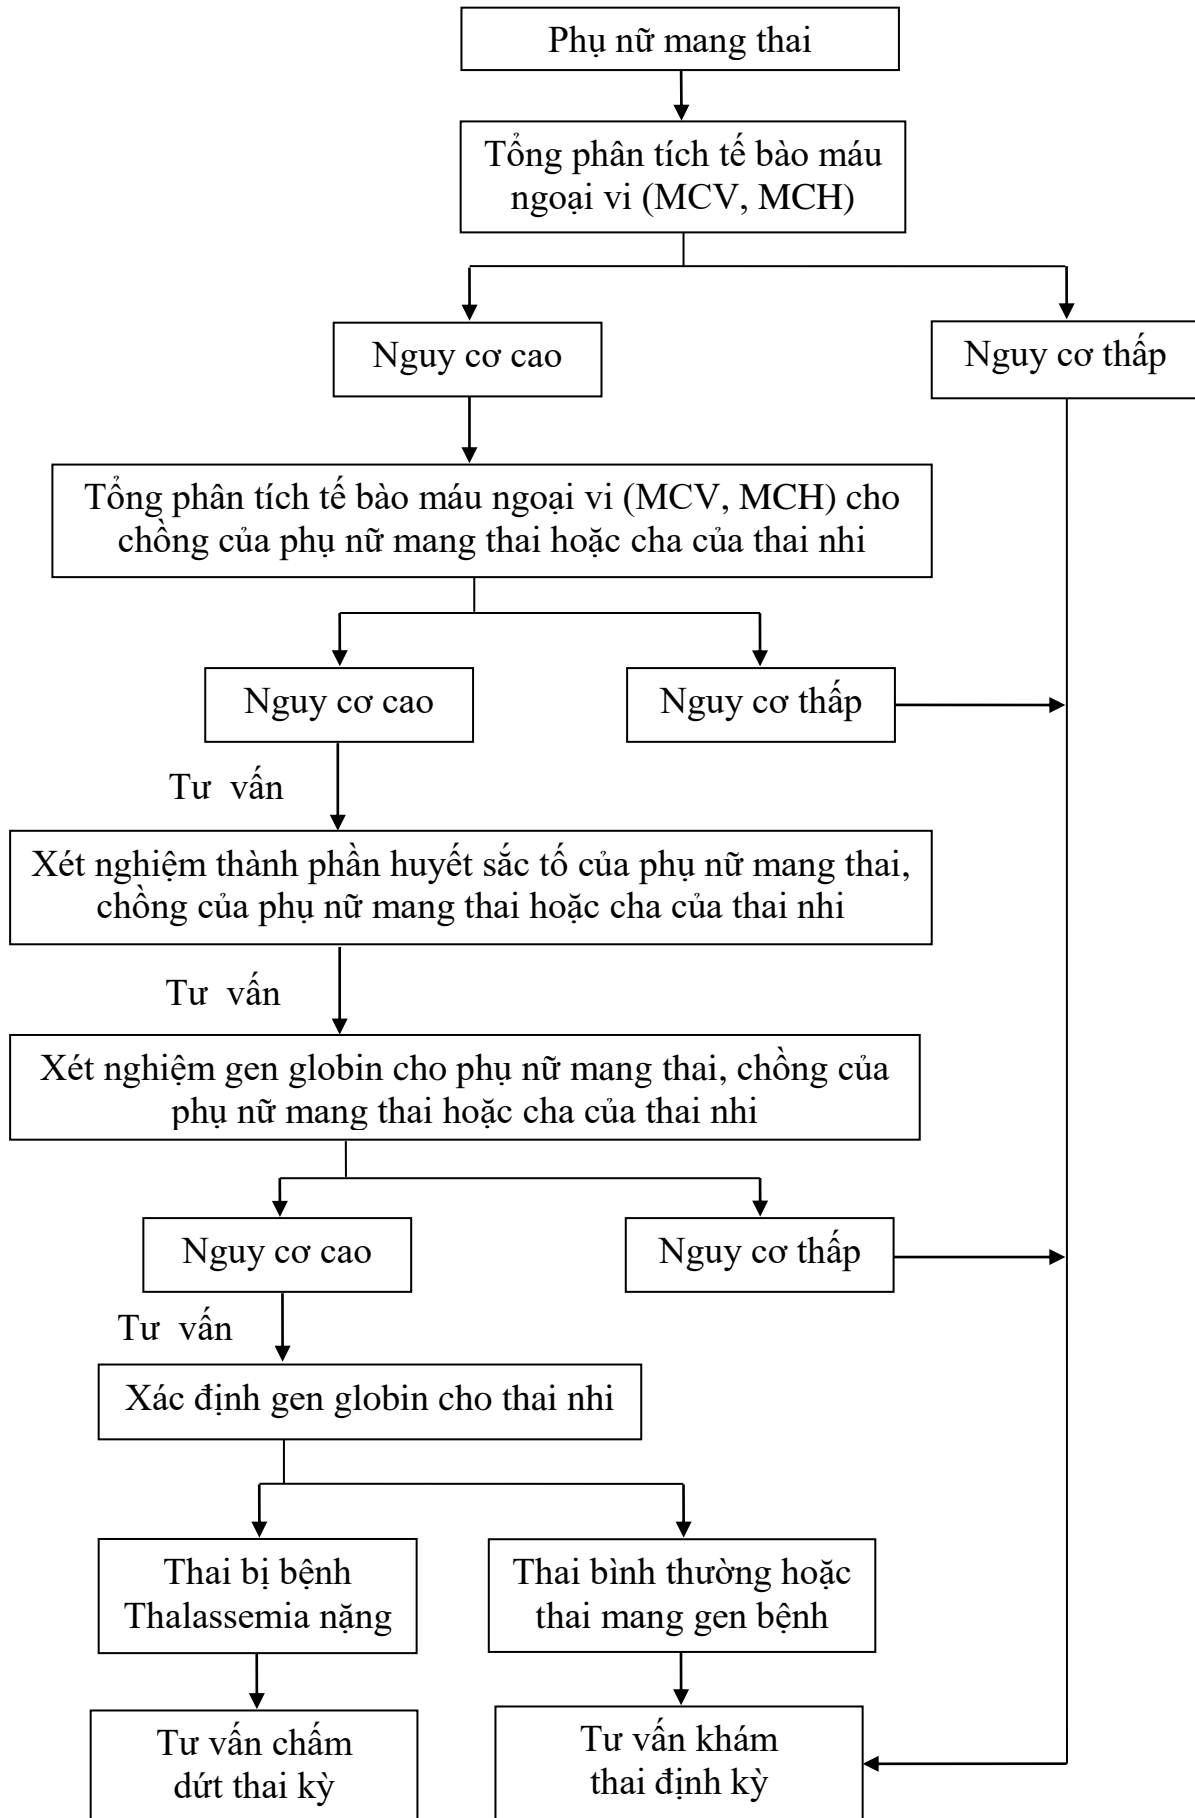 Phụ nữ mang thai
Tổng phân tích tế bào máu
ngoại vi (MCV, MCH)
Nguy cơ cao
Nguy cơ thấp
Tổng phân tích tế bào máu ngoại vi (MCV, MCH) cho
chồng của phụ nữ mang thai hoặc cha của thai nhi
Nguy cơ cao
Nguy cơ thấp
Tư vấn
Xét nghiệm thành phần huyết sắc tố của phụ nữ mang thai,
chồng của phụ nữ mang thai hoặc cha của thai nhi
Tư vấn
Xét nghiệm gen globin cho phụ nữ mang thai, chồng của
phụ nữ mang thai hoặc cha của thai nhi
Nguy cơ cao
Nguy cơ thấp
Tư vấn
Xác định gen globin cho thai nhi
Thai bị bệnh
Thalassemia nặng
Thai bình thường hoặc
thai mang gen bệnh
Tư vấn chấm
dứt thai kỳ
Tư vấn khám
thai định kỳ